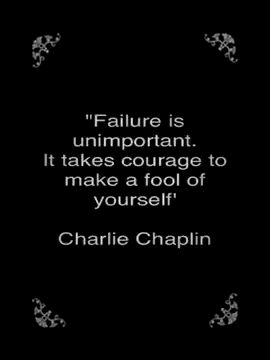 "Failure is
unimportant.
It takes courage to
make a fool of
yourself'
Charlie Chaplin